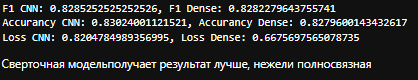 F1 CNN: 0.8285252525252526, F1 Dense: 0.8282279643755741
Accurancy CNN: 0.83024001121521, Accurancy Dense: 0.8279600143432617
Loss CNN: 0.8204784989356995, Loss Dense: 0.6675697565078735
Сверточная модельполучает результат лучше, нежели полносвязная